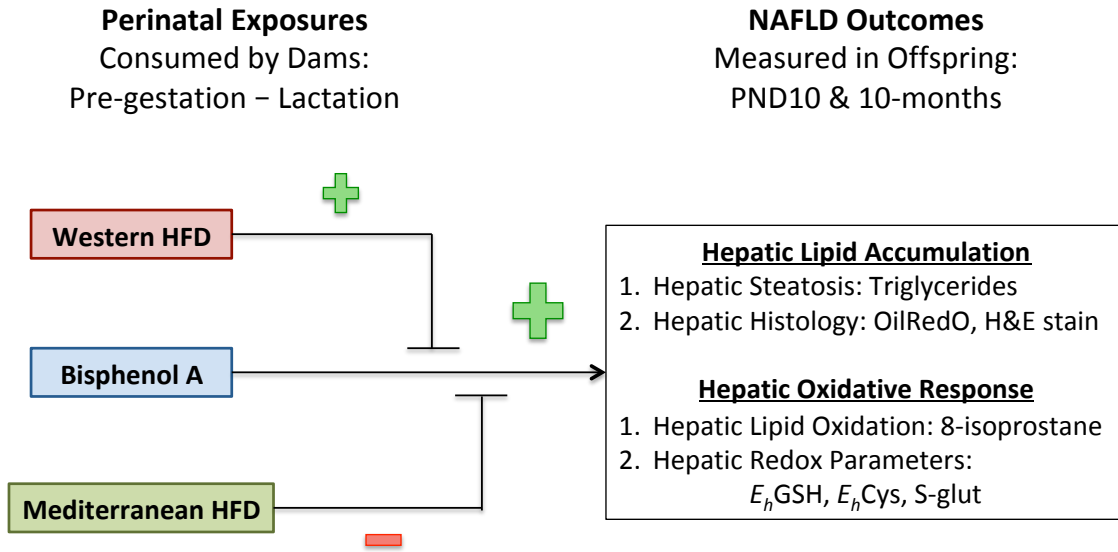 Perinatal Exposures
Consumed by Dams:
Pre-gestation − Lactation
NAFLD Outcomes
Measured in Offspring:
PND10 & 10-months
Western HFD
Bisphenol A
Mediterranean HFD
Hepatic Lipid Accumulation
1. Hepatic Steatosis: Triglycerides
2. Hepatic Histology: OilRedO, H&E stain
Hepatic Oxidative Response
1. Hepatic Lipid Oxidation: 8-isoprostane
2. Hepatic Redox Parameters:
EhGSH, EhCys, S-glut